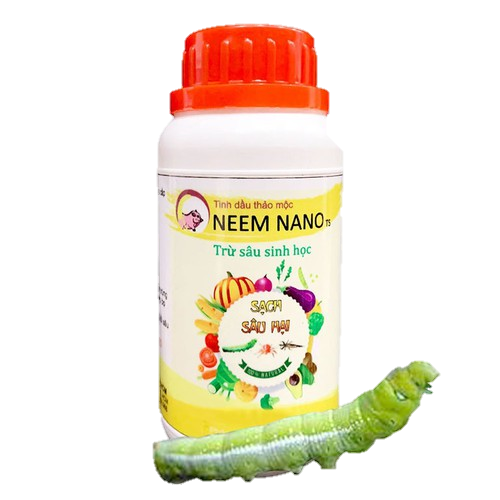 Tinh dầu thảo mộc
NEEM NANO TS
Trừ sâu sinh học
SẠCH
SÂU HẠI
100% NATURAL